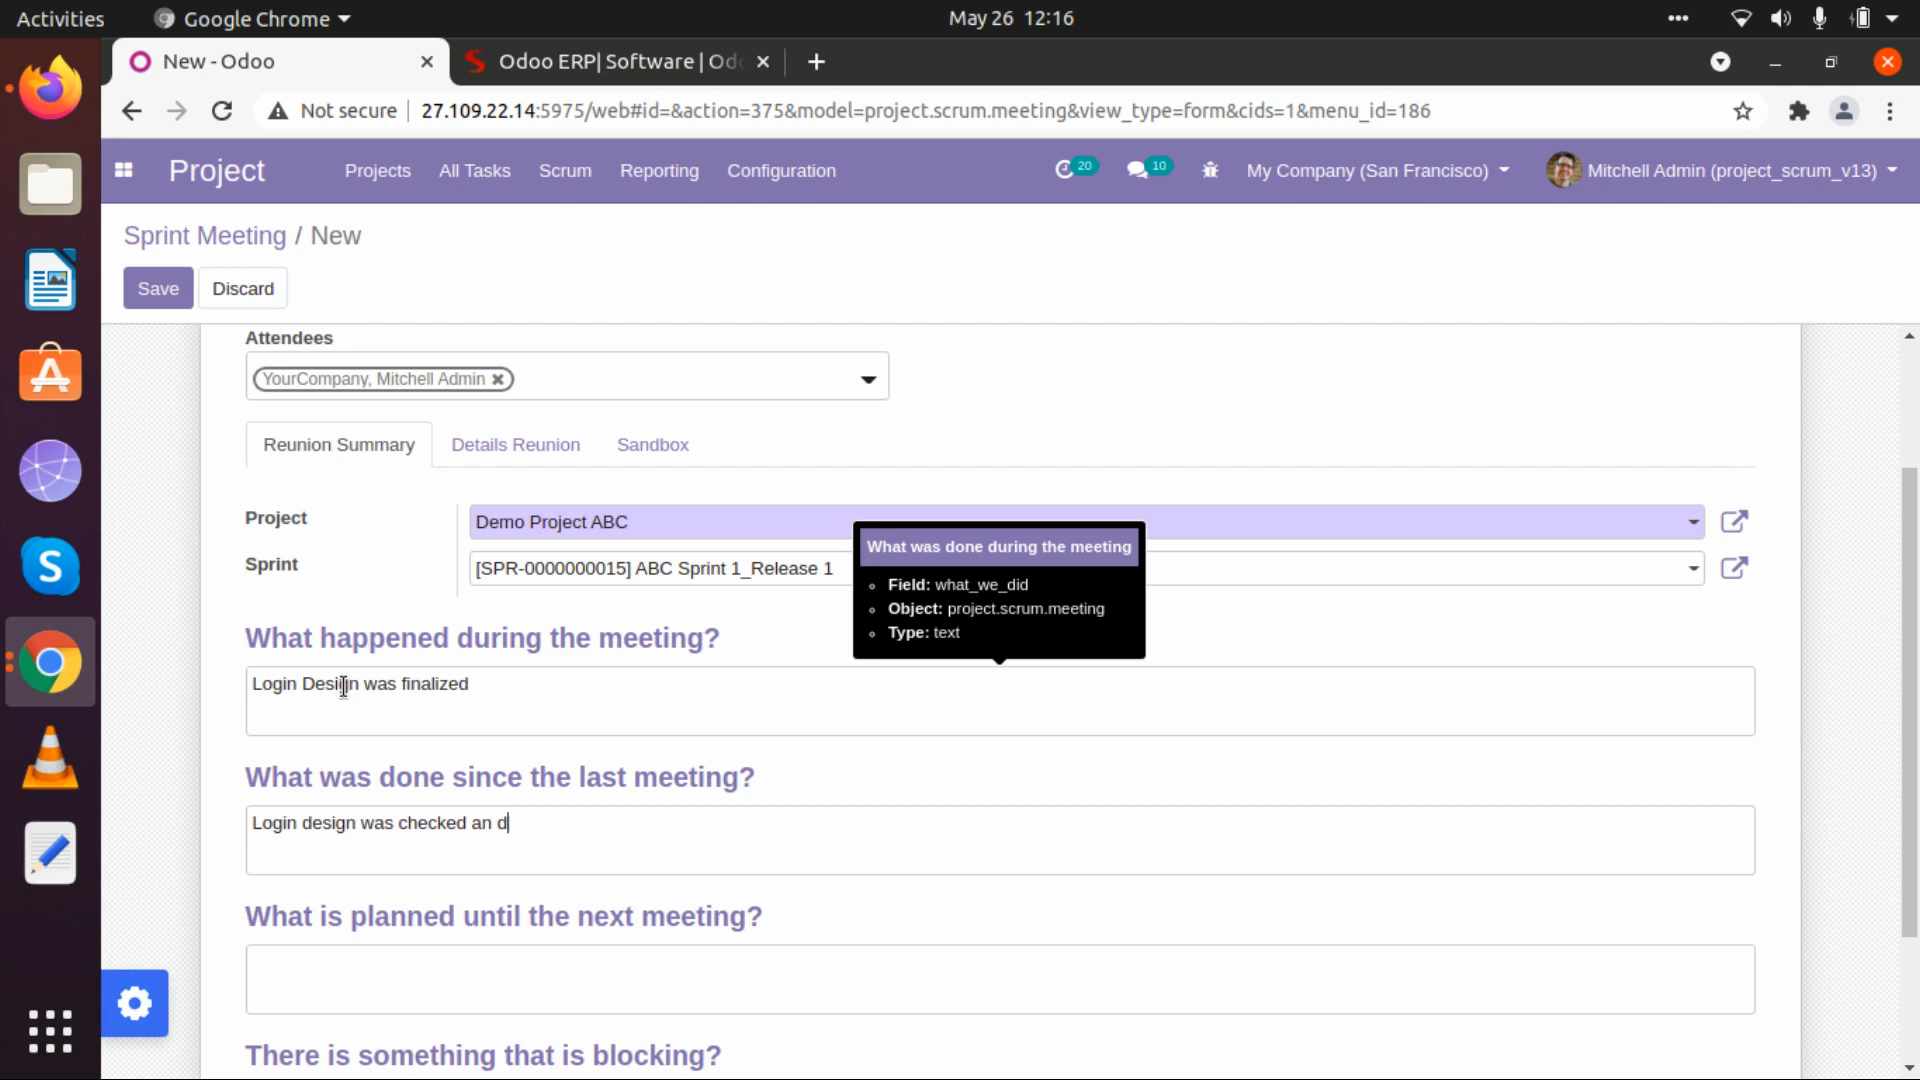 Activities
Google Chrome
May 26 12:16
New - Odoo
Odoo ERP| Software | Odo
Not secure
27.109.22.14:5975/web#id=&action=375&model=project.scrum.meeting&view_type=form&cids=1&menu_id=186
Project
Projects
All Tasks
Scrum
Reporting
Configuration
20
10
My Company (San Francisco)
Mitchell Admin (project_scrum_v13)
Sprint Meeting / New
Save
Discard
Attendees
YourCompany, Mitchell Admin
Reunion Summary
Details Reunion
Sandbox
Project
Demo Project ABC
Sprint
[SPR-0000000015] ABC Sprint 1_Release 1
What was done during the meeting
Field: what_we_did
Object: project.scrum.meeting
Type: text
What happened during the meeting?
Login Design was finalized
What was done since the last meeting?
Login design was checked an d
What is planned until the next meeting?
There is something that is blocking?